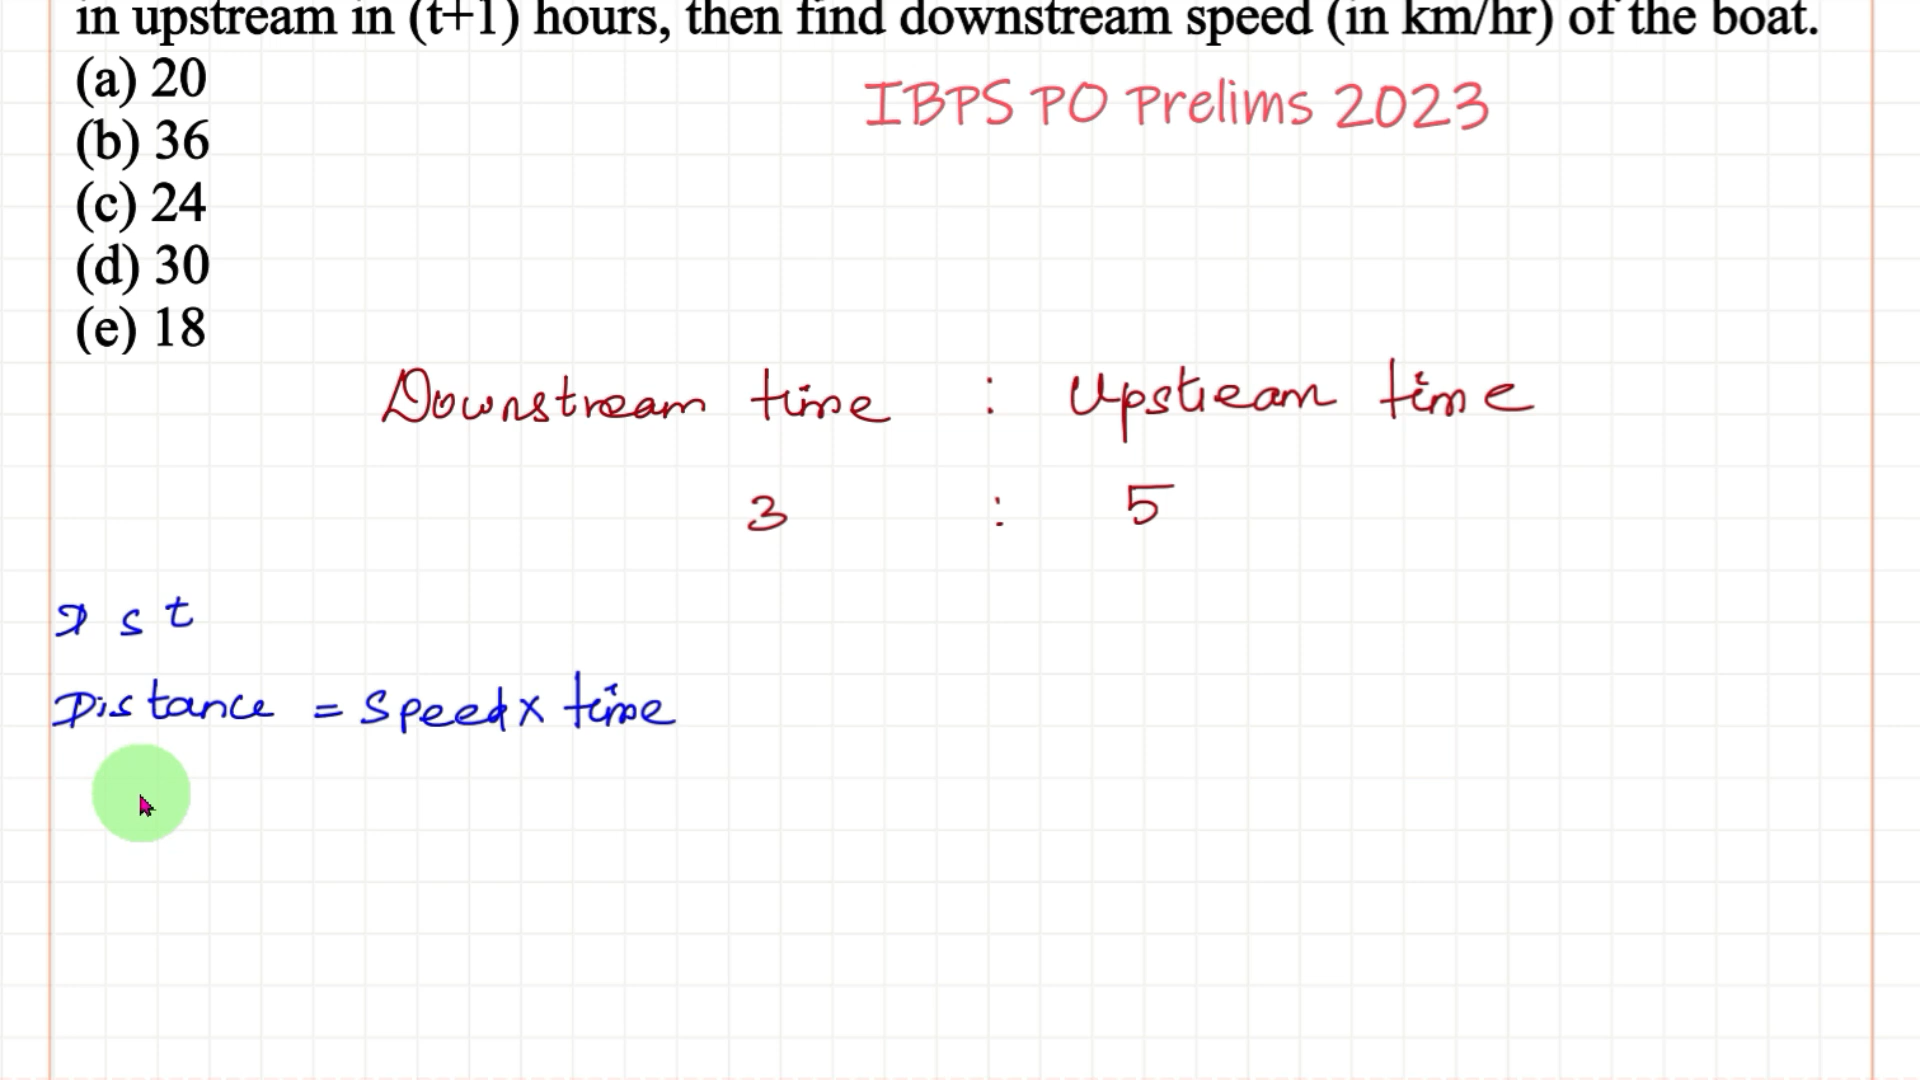 in upstream in (t+1) hours, then find downstream speed (in km/hr) of the boat.
(a) 20
IBPS PO Prelims 2023
(b) 36
(c) 24
(d) 30
(e) 18
Downstream time : Upstream time
3 : 5
D s t
Distance = Speed x time